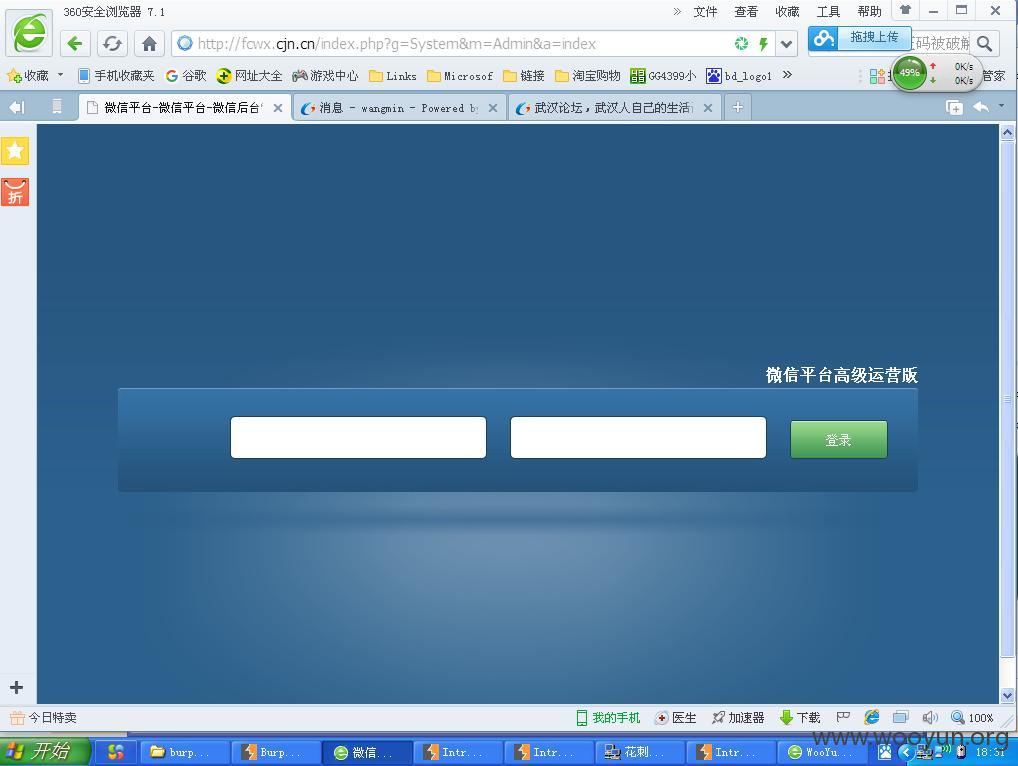 360安全浏览器 7.1
» 文件 查看 收藏 工具 帮助
http://fcwx.cjn.cn/index.php?g=System&m=Admin&a=index
拖拽上传
码被破解
收藏 手机收藏夹 谷歌 网址大全 游戏中心 Links Microsof 链接 淘宝购物 GG4399小 bd_logo1 »
49% 0K/s
0K/s
管家
微信平台-微信平台-微信后台
消息 - wangmin - Powered by
武汉论坛，武汉人自己的生活
折
微信平台高级运营版
登录
今日特卖
我的手机 医生 加速器 下载 100%
www.wooyun.org
开始 burp... Burp... 微信... Intr... Intr... 花刺... Intr... WooYu... 18:31